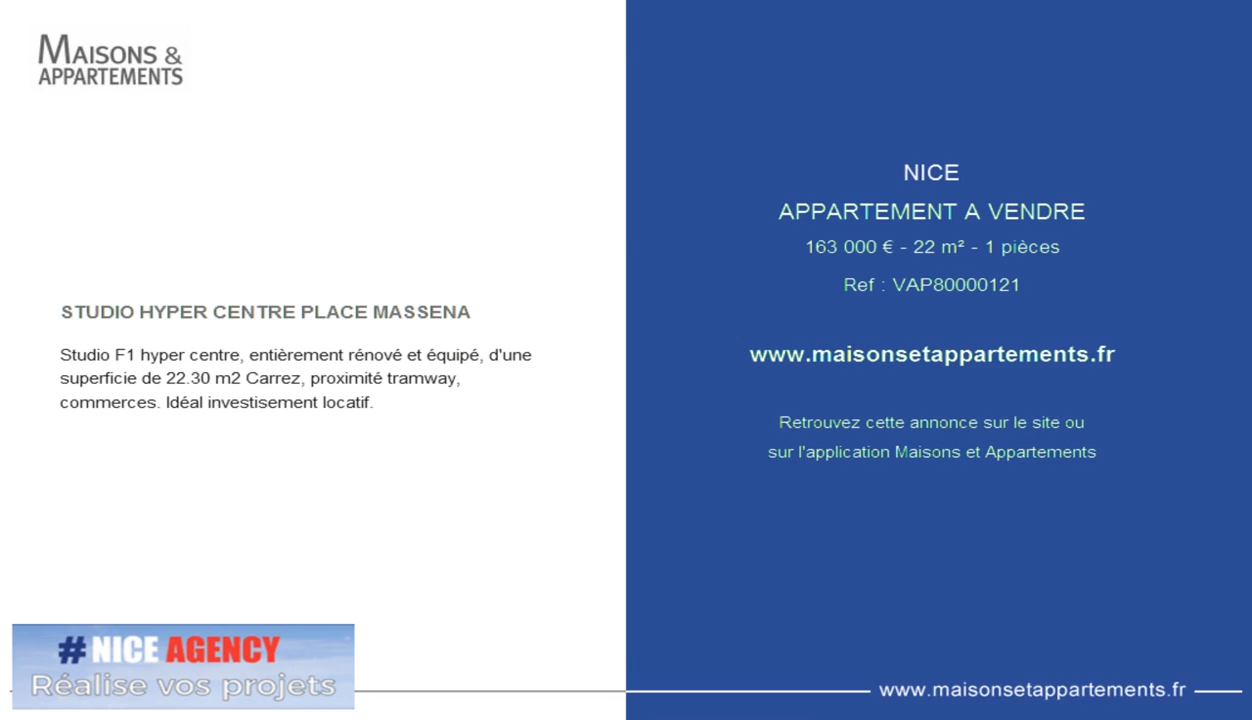 MAISONS &
APPARTEMENTS
STUDIO HYPER CENTRE PLACE MASSENA
Studio F1 hyper centre, entièrement rénové et équipé, d'une
superficie de 22.30 m2 Carrez, proximité tramway,
commerces. Idéal investisement locatif.
# NICE AGENCY
Réalise vos projets
NICE
APPARTEMENT A VENDRE
163 000 € - 22 m² - 1 pièces
Ref : VAP80000121
www.maisonsetappartements.fr
Retrouvez cette annonce sur le site ou
sur l'application Maisons et Appartements
www.maisonsetappartements.fr